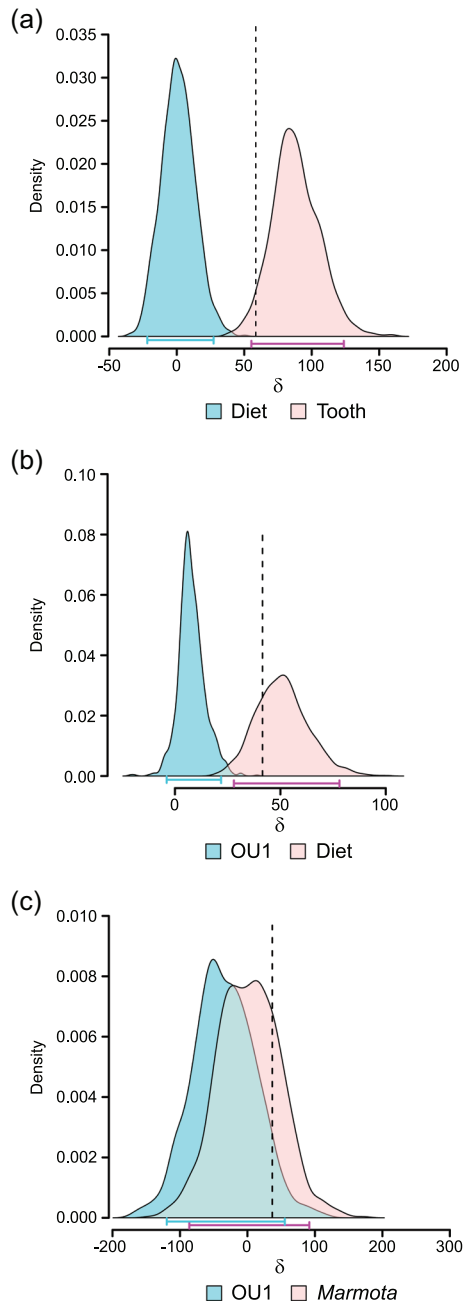 (a)
0.035
0.030
0.025
0.020
0.015
0.010
0.005
0.000
Density
-50 0 50 100 150 200
δ
Diet Tooth
(b)
0.10
0.08
0.06
0.04
0.02
0.00
Density
0 50 100
δ
OU1 Diet
(c)
0.010
0.008
0.006
0.004
0.002
0.000
Density
-200 -100 0 100 200 300
δ
OU1 Marmota